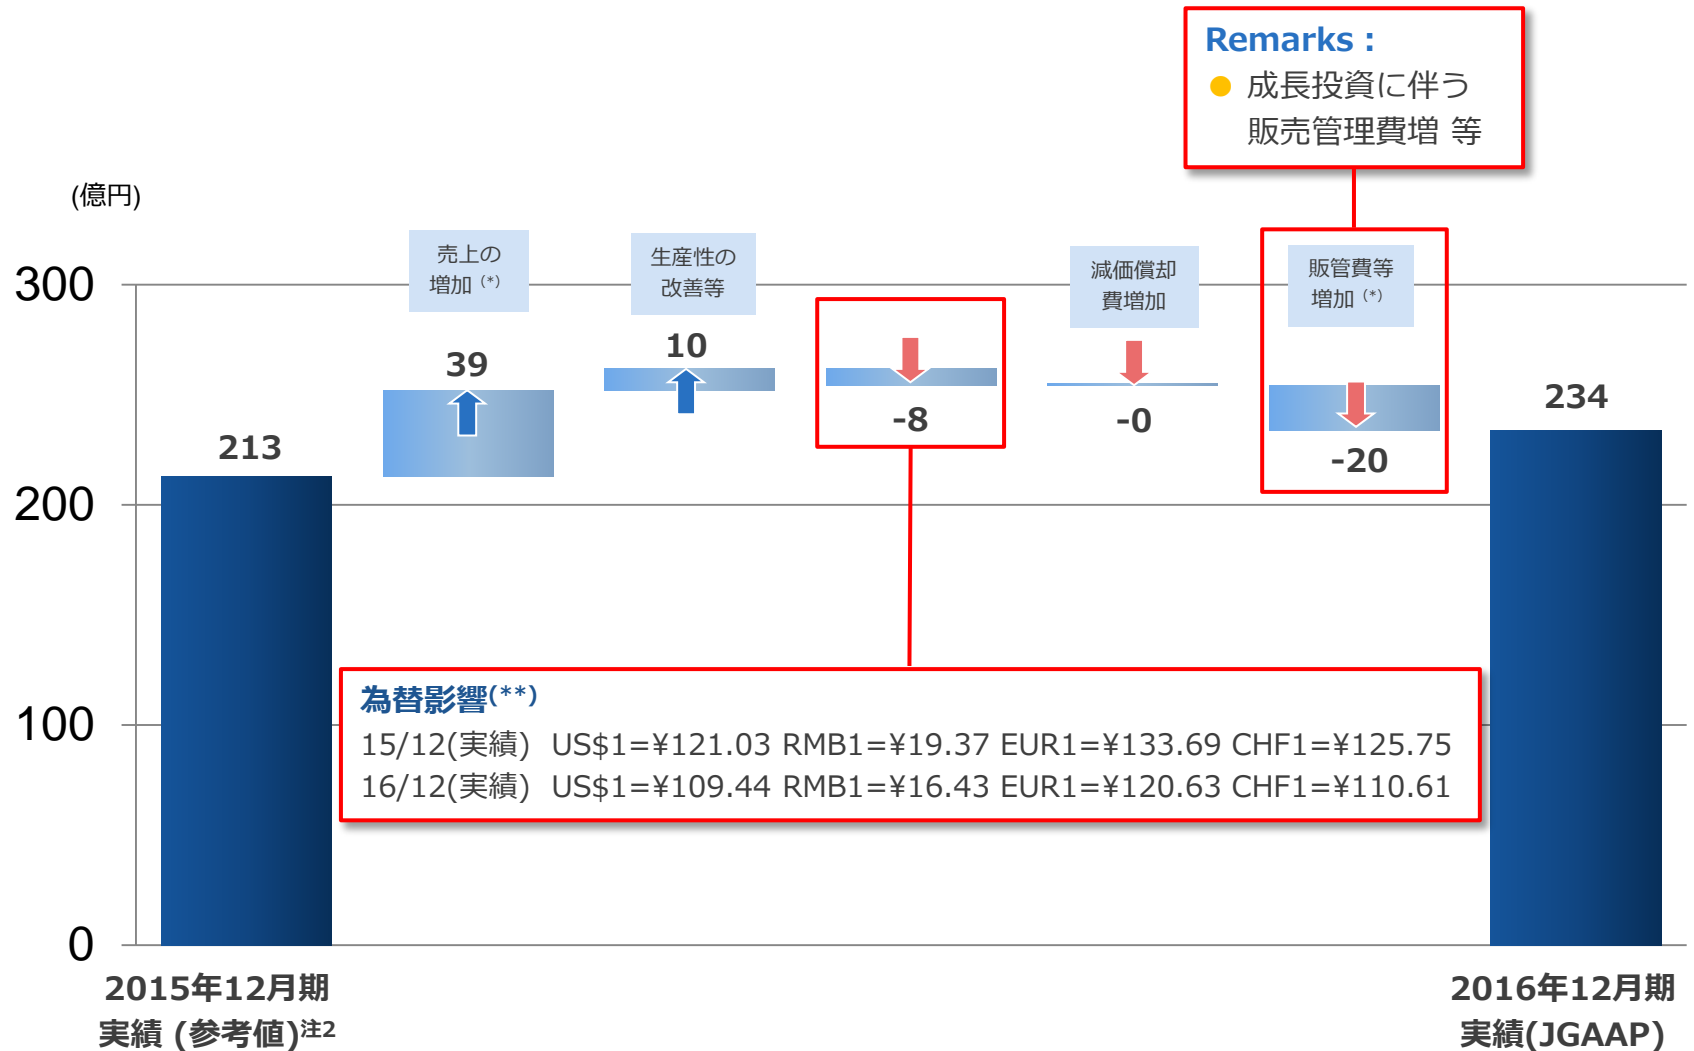 Remarks :
成長投資に伴う
販売管理費増 等
(億円)
300
200
100
0
売上の
増加 (*)
39
生産性の
改善等
10
-8
減価償却
費増加
-0
販管費等
増加 (*)
-20
213
234
為替影響(**)
15/12(実績) US$1=¥121.03 RMB1=¥19.37 EUR1=¥133.69 CHF1=¥125.75
16/12(実績) US$1=¥109.44 RMB1=¥16.43 EUR1=¥120.63 CHF1=¥110.61
2015年12月期
実績 (参考値)注2
2016年12月期
実績(JGAAP)